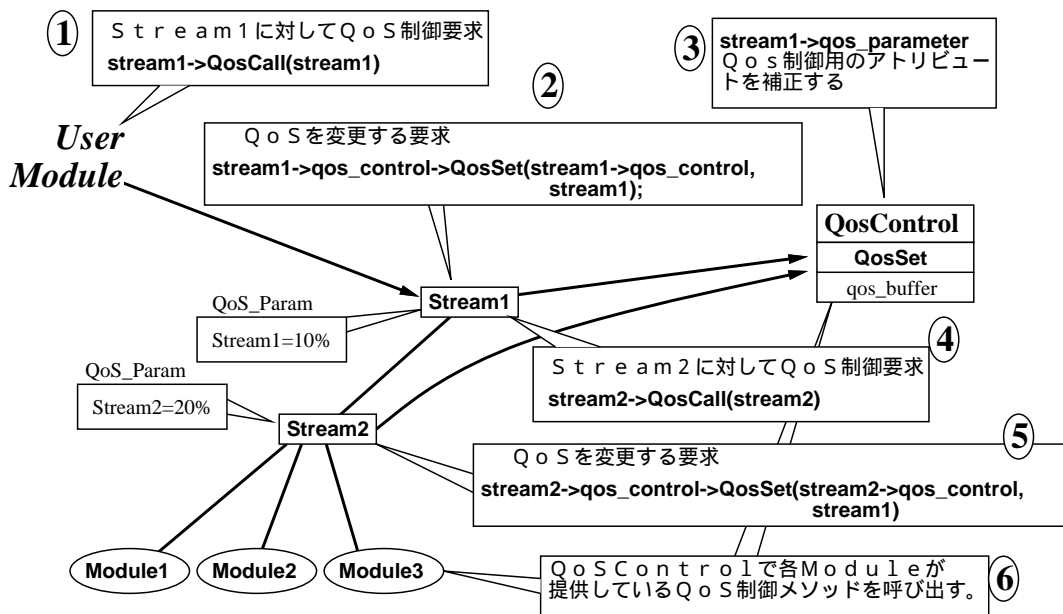 1
Ｓｔｒｅａｍ１に対してＱｏＳ制御要求
stream1->QosCall(stream1)
2
ＱｏＳを変更する要求
stream1->qos_control->QosSet(stream1->qos_control,
stream1);
3
stream1->qos_parameter
Ｑｏｓ制御用のアトリビュー
トを補正する
User
Module
QosControl
QosSet
qos_buffer
Stream1
QoS_Param
Stream1=10%
4
Ｓｔｒｅａｍ２に対してＱｏＳ制御要求
stream2->QosCall(stream2)
QoS_Param
Stream2=20%
Stream2
5
ＱｏＳを変更する要求
stream2->qos_control->QosSet(stream2->qos_control,
stream1)
Module1
Module2
Module3
6
ＱｏＳＣｏｎｔｒｏｌで各Ｍｏｄｕｌｅが
提供しているＱｏＳ制御メソッドを呼び出す。